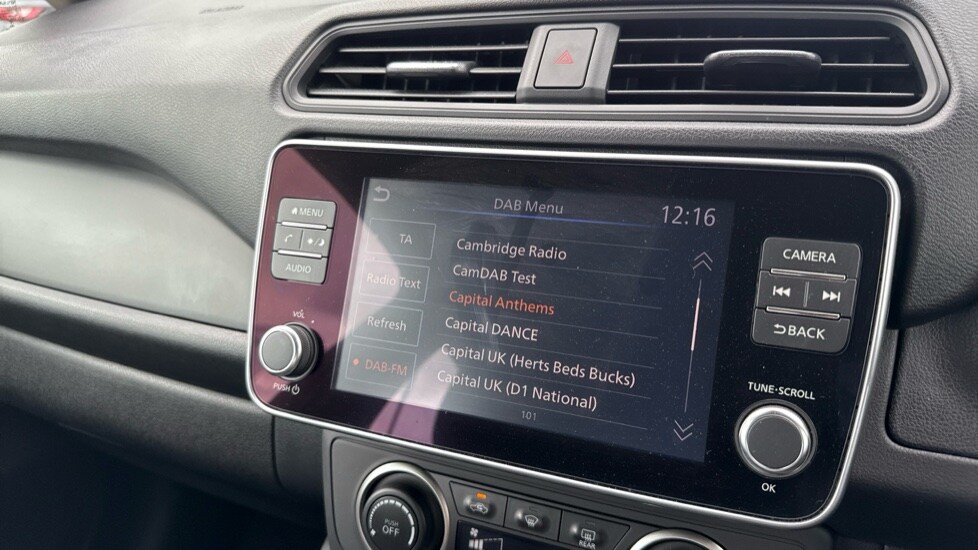 DAB Menu
12:16
TA
Radio Text
Refresh
DAB-FM
Cambridge Radio
CamDAB Test
Capital Anthems
Capital DANCE
Capital UK (Herts Beds Bucks)
Capital UK (D1 National)
101
MENU
AUDIO
VOL
PUSH
CAMERA
BACK
TUNE·SCROLL
OK
PUSH
OFF
REAR